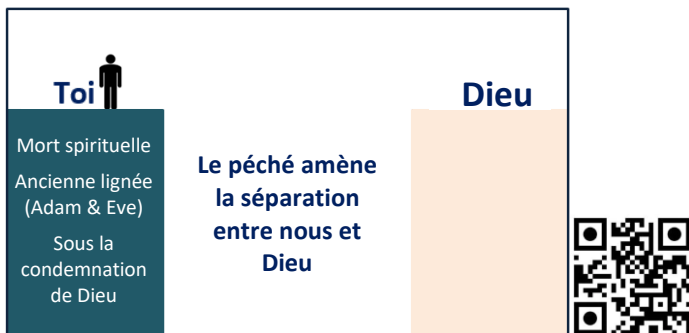 Toi
Dieu
Mort spirituelle
Ancienne lignée
(Adam & Eve)
Sous la
condemnation
de Dieu
Le péché amène
la séparation
entre nous et
Dieu